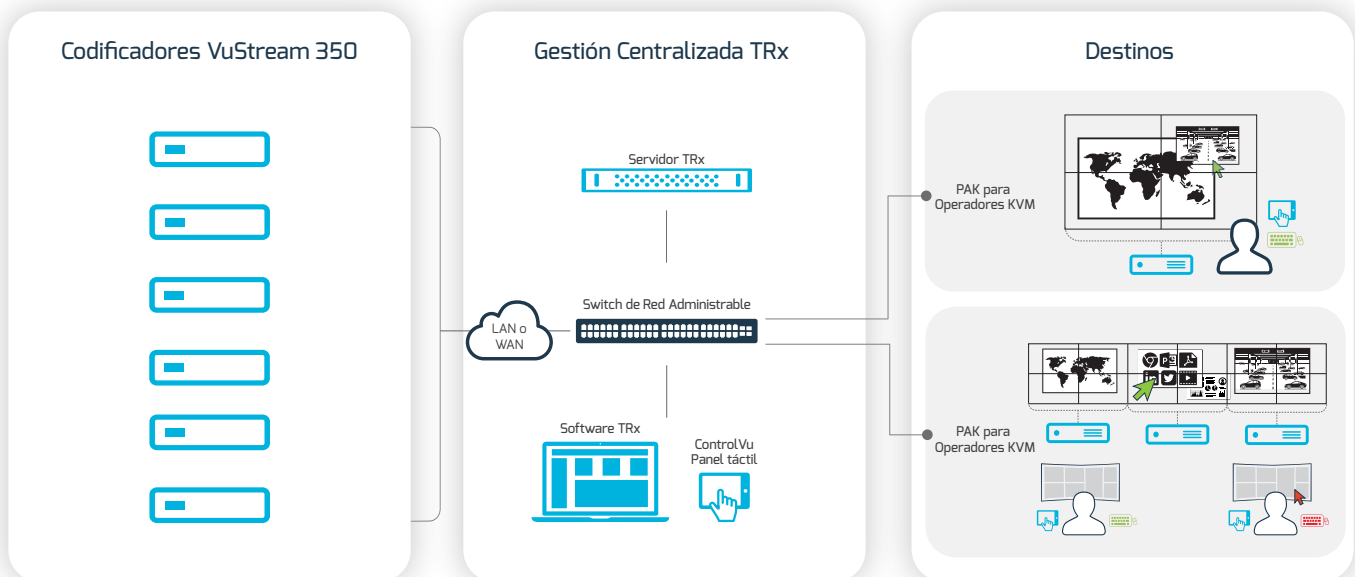 Codificadores VuStream 350
Gestión Centralizada TRx
Servidor TRx
Switch de Red Administrable
LAN o
WAN
Software TRx
ControlVu
Panel táctil
Destinos
PAK para
Operadores KVM
PAK para
Operadores KVM